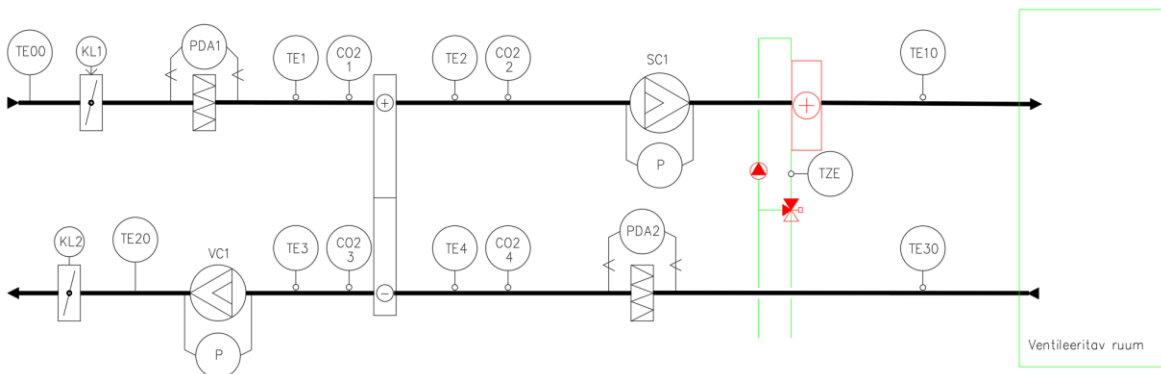 TE00
KL1
PDA1
TE1
CO2
1
TE2
CO2
2
SC1
TE10
P
TZE
KL2
TE20
VC1
TE3
CO2
3
TE4
CO2
4
PDA2
TE30
P
Ventileeritav ruum